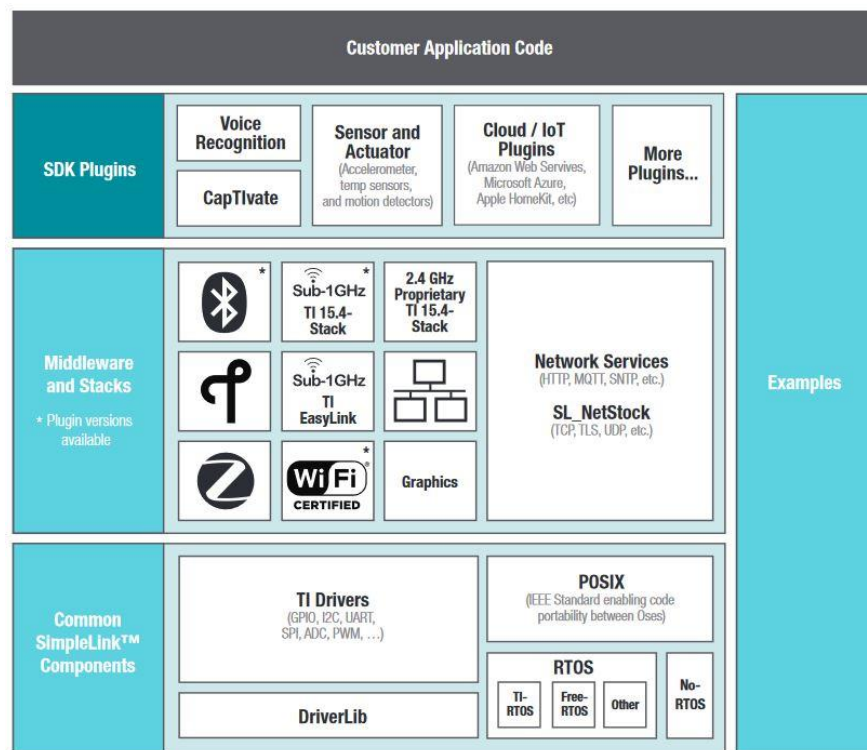 Customer Application Code
SDK Plugins
Voice
Recognition
CapTIvate
Sensor and
Actuator
(Accelerometer,
temp sensors,
and motion detectors)
Cloud / IoT
Plugins
(Amazon Web Servives,
Microsoft Azure,
Apple HomeKit, etc)
More
Plugins...
Examples
Middleware
and Stacks
* Plugin versions
available
*
Sub-1GHz *
TI 15.4-
Stack
2.4 GHz
Proprietary
TI 15.4-
Stack
Sub-1GHz
TI
EasyLink
*
Wi Fi ®
CERTIFIED
Graphics
Network Services
(HTTP, MQTT, SNTP, etc.)
SL_NetStock
(TCP, TLS, UDP, etc.)
Common
SimpleLink™
Components
TI Drivers
(GPIO, I2C, UART,
SPI, ADC, PWM, ...)
DriverLib
POSIX
(IEEE Standard enabling code
portability between Oses)
RTOS
TI-
RTOS
Free-
RTOS
Other
No-
RTOS